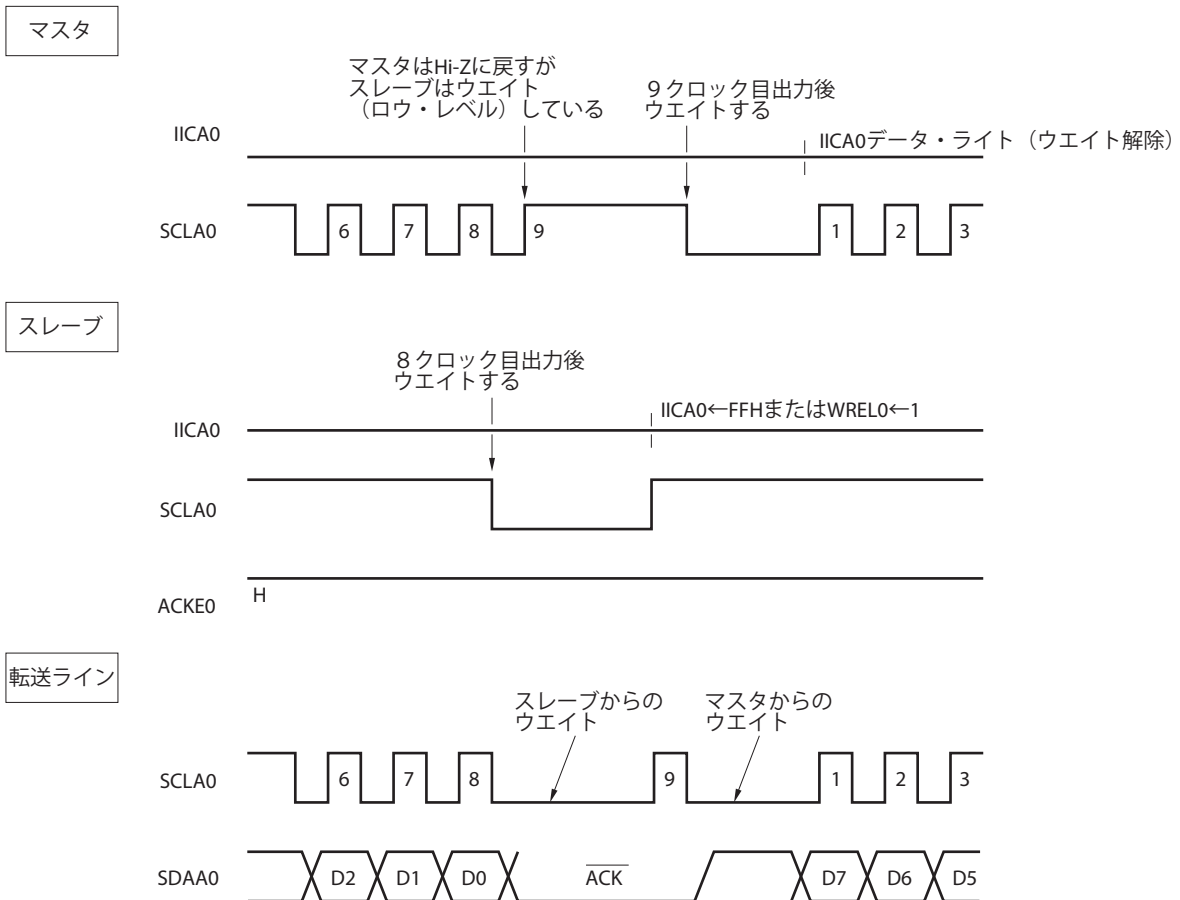 マスタ
マスタはHi-Zに戻すが
スレーブはウエイト
（ロウ・レベル）している
９クロック目出力後
ウエイトする
IICA0
IICA0データ・ライト（ウエイト解除）
SCLA0
6 7 8 9 1 2 3
スレーブ
８クロック目出力後
ウエイトする
IICA0←FFHまたはWREL0←1
IICA0
SCLA0
H
ACKE0
転送ライン
スレーブからの
ウエイト
マスタからの
ウエイト
SCLA0
6 7 8 9 1 2 3
SDAA0
D2 D1 D0 ACK D7 D6 D5